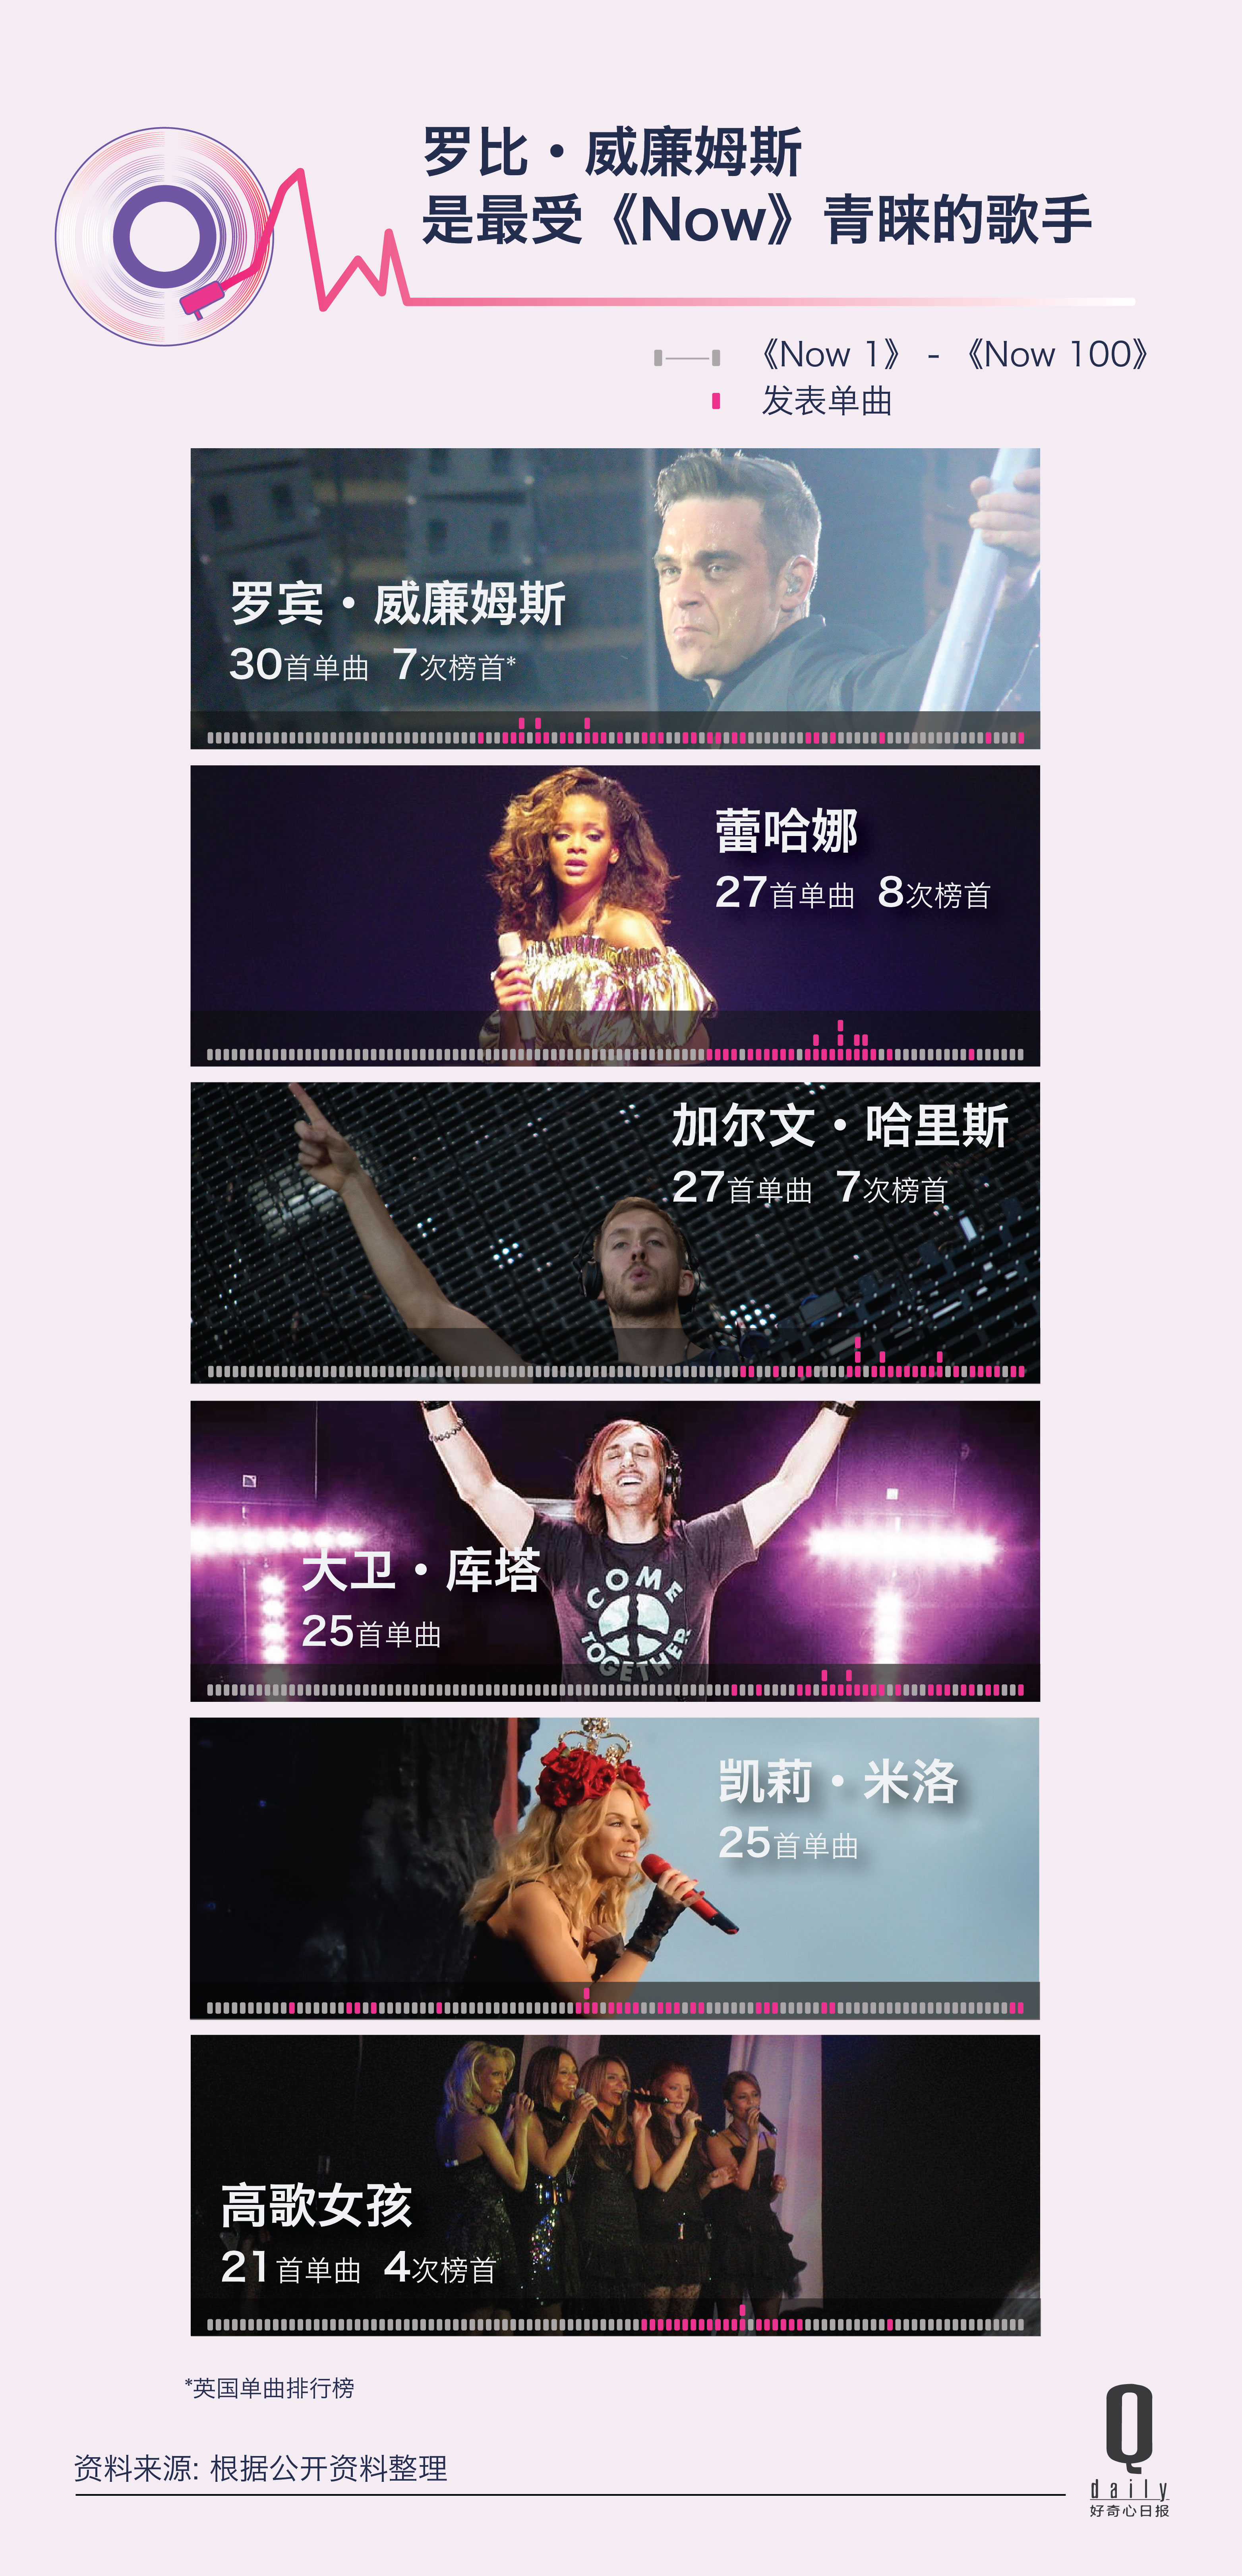 罗比·威廉姆斯
是最受《Now》青睐的歌手
《Now 1》 - 《Now 100》
发表单曲
罗宾·威廉姆斯
30首单曲 7次榜首*
蕾哈娜
27首单曲 8次榜首
加尔文·哈里斯
27首单曲 7次榜首
大卫·库塔
25首单曲
COME
TOGETHER
凯莉·米洛
25首单曲
高歌女孩
21首单曲 4次榜首
*英国单曲排行榜
资料来源: 根据公开资料整理
Q
daily
好奇心日报